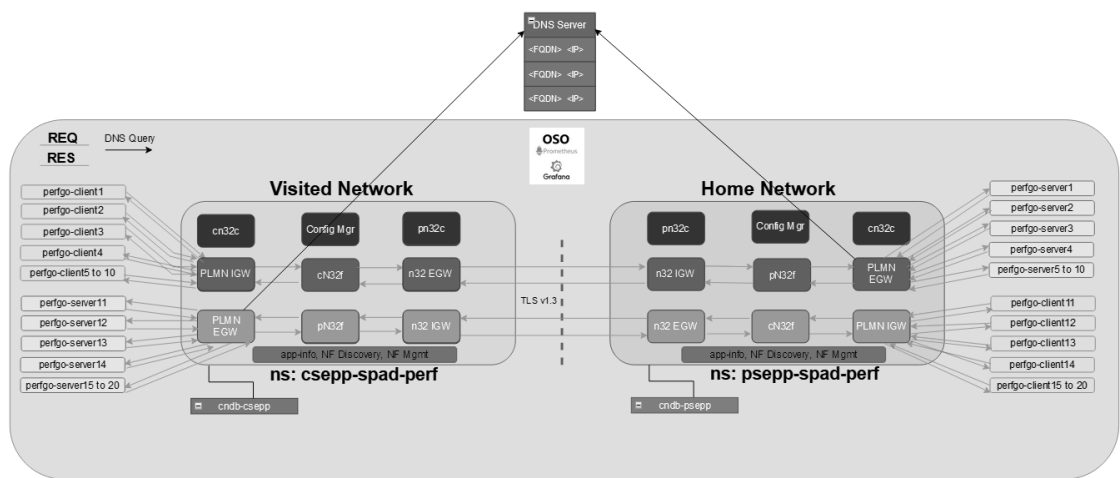 DNS Server
<FQDN> <IP>
<FQDN> <IP>
<FQDN> <IP>
REQ
RES
DNS Query
OSO
Prometheus
Grafana
Visited Network
Home Network
perfgo-client1
perfgo-client2
perfgo-client3
perfgo-client4
perfgo-client5 to 10
perfgo-server11
perfgo-server12
perfgo-server13
perfgo-server14
perfgo-server15 to 20
cn32c
Config Mgr
pn32c
PLMN IGW
cN32f
n32 EGW
PLMN
EGW
pN32f
n32 IGW
app-info, NF Discovery, NF Mgmt
ns: csepp-spad-perf
cndb-csepp
TLS v1.3
pn32c
Config Mgr
cn32c
n32 IGW
pN32f
PLMN
EGW
n32 EGW
cN32f
PLMN IGW
app-info, NF Discovery, NF Mgmt
ns: psepp-spad-perf
cndb-psepp
perfgo-server1
perfgo-server2
perfgo-server3
perfgo-server4
perfgo-server5 to 10
perfgo-client11
perfgo-client12
perfgo-client13
perfgo-client14
perfgo-client15 to 20